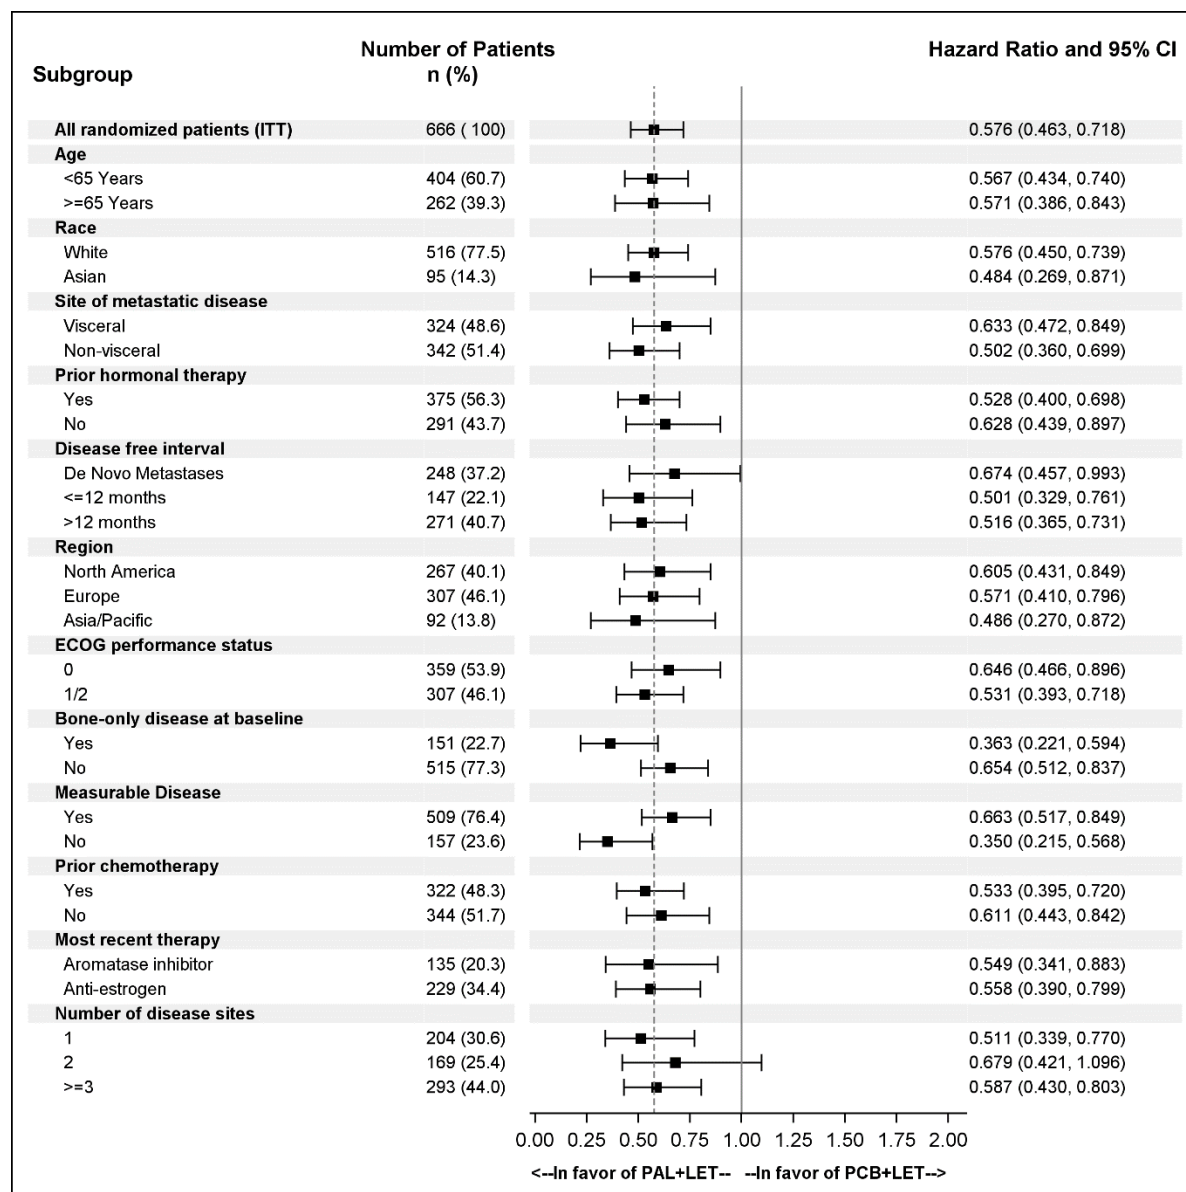 Number of Patients Hazard Ratio and 95% CI
Subgroup n (%)
All randomized patients (ITT) 666 ( 100) 0.576 (0.463, 0.718)
Age
<65 Years 404 (60.7) 0.567 (0.434, 0.740)
>=65 Years 262 (39.3) 0.571 (0.386, 0.843)
Race
White 516 (77.5) 0.576 (0.450, 0.739)
Asian 95 (14.3) 0.484 (0.269, 0.871)
Site of metastatic disease
Visceral 324 (48.6) 0.633 (0.472, 0.849)
Non-visceral 342 (51.4) 0.502 (0.360, 0.699)
Prior hormonal therapy
Yes 375 (56.3) 0.528 (0.400, 0.698)
No 291 (43.7) 0.628 (0.439, 0.897)
Disease free interval
De Novo Metastases 248 (37.2) 0.674 (0.457, 0.993)
<=12 months 147 (22.1) 0.501 (0.329, 0.761)
>12 months 271 (40.7) 0.516 (0.365, 0.731)
Region
North America 267 (40.1) 0.605 (0.431, 0.849)
Europe 307 (46.1) 0.571 (0.410, 0.796)
Asia/Pacific 92 (13.8) 0.486 (0.270, 0.872)
ECOG performance status
0 359 (53.9) 0.646 (0.466, 0.896)
1/2 307 (46.1) 0.531 (0.393, 0.718)
Bone-only disease at baseline
Yes 151 (22.7) 0.363 (0.221, 0.594)
No 515 (77.3) 0.654 (0.512, 0.837)
Measurable Disease
Yes 509 (76.4) 0.663 (0.517, 0.849)
No 157 (23.6) 0.350 (0.215, 0.568)
Prior chemotherapy
Yes 322 (48.3) 0.533 (0.395, 0.720)
No 344 (51.7) 0.611 (0.443, 0.842)
Most recent therapy
Aromatase inhibitor 135 (20.3) 0.549 (0.341, 0.883)
Anti-estrogen 229 (34.4) 0.558 (0.390, 0.799)
Number of disease sites
1 204 (30.6) 0.511 (0.339, 0.770)
2 169 (25.4) 0.679 (0.421, 1.096)
>=3 293 (44.0) 0.587 (0.430, 0.803)
0.00 0.25 0.50 0.75 1.00 1.25 1.50 1.75 2.00
<--In favor of PAL+LET-- --In favor of PCB+LET-->